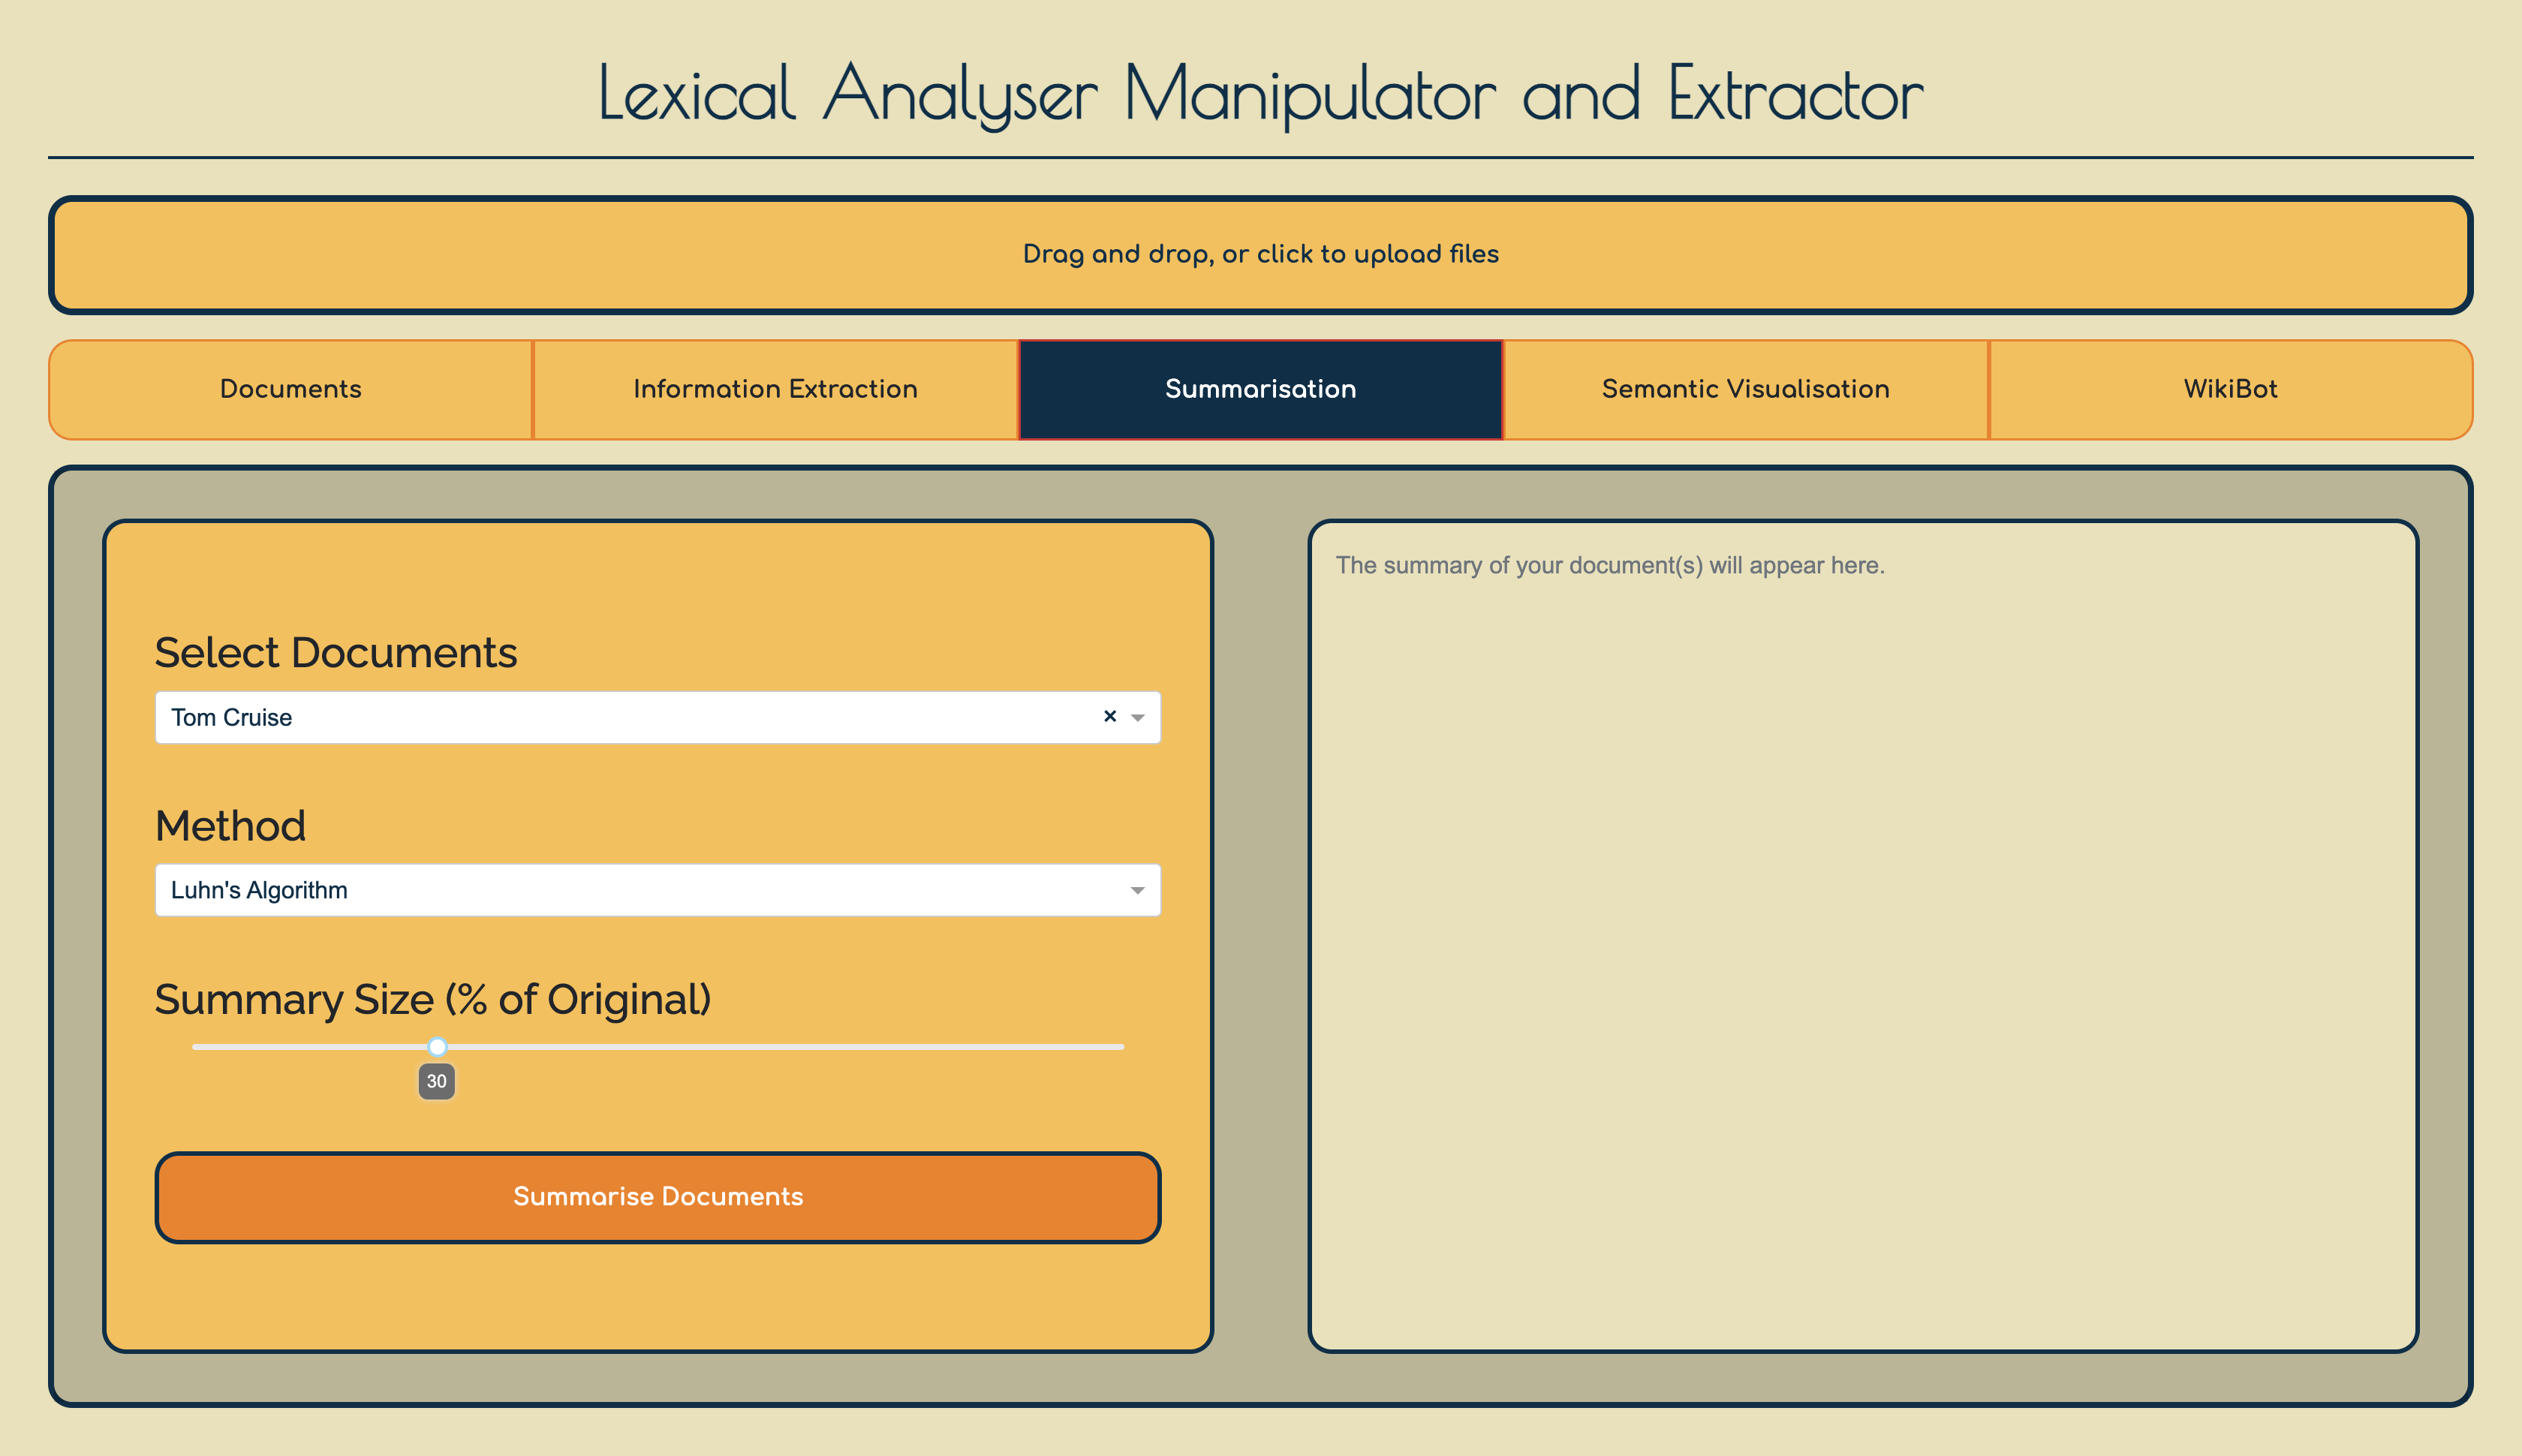 Lexical Analyser Manipulator and Extractor
Drag and drop, or click to upload files
Documents
Information Extraction
Summarisation
Semantic Visualisation
WikiBot
Select Documents
Tom Cruise
×
Method
Luhn's Algorithm
Summary Size (% of Original)
30
Summarise Documents
The summary of your document(s) will appear here.